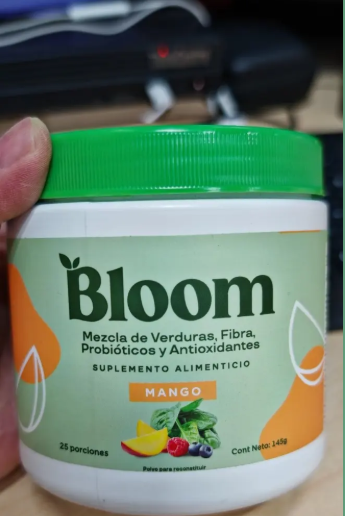 Bloom
Mezcla de Verduras, Fibra,
Probióticos y Antioxidantes
SUPLEMENTO ALIMENTICIO
MANGO
25 porciones
Cont Neto: 145g
Polvo para reconstituir